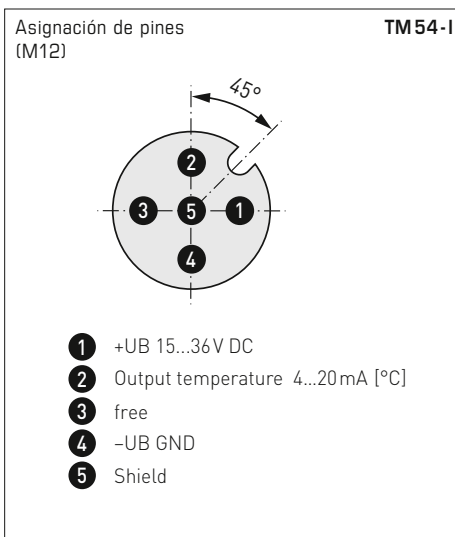 Asignación de pines TM54-I
(M12)
45°
2
3 5 1
4
1 +UB 15...36V DC
2 Output temperature 4...20mA [°C]
3 free
4 –UB GND
5 Shield